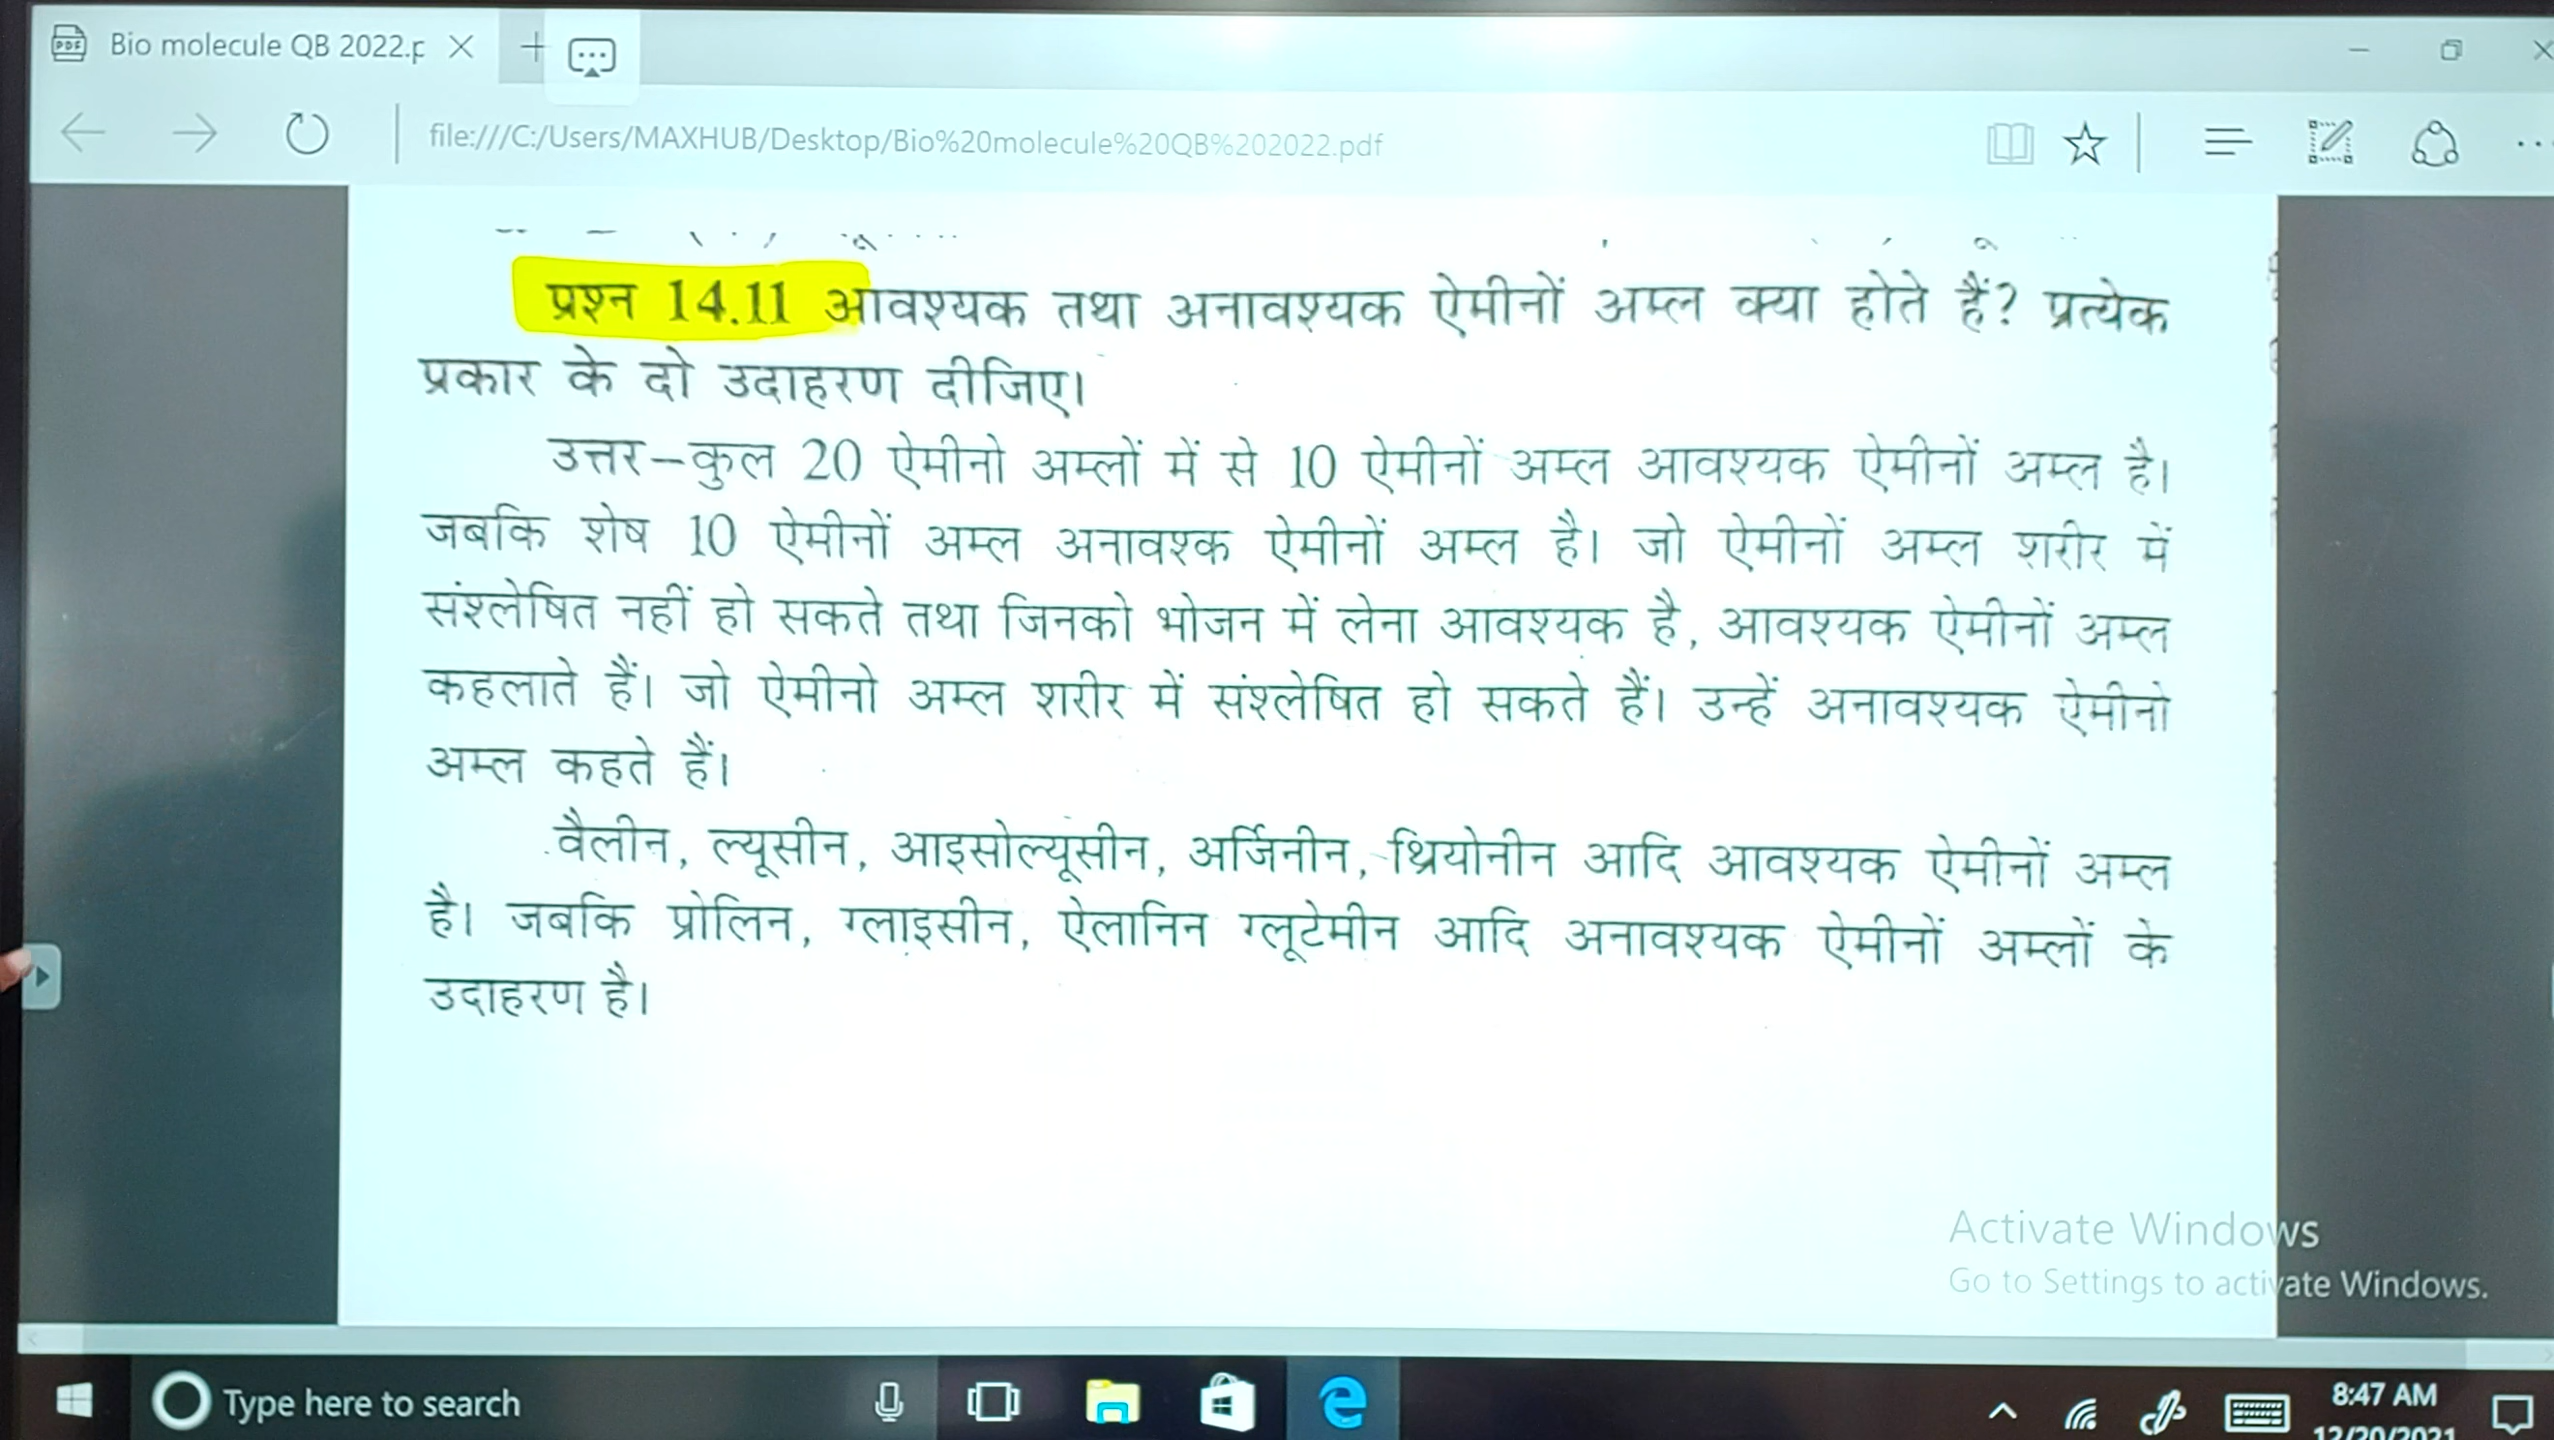 Bio molecule QB 2022.p
file:///C:/Users/MAXHUB/Desktop/Bio%20molecule%20QB%202022.pdf
प्रश्न 14.11 आवश्यक तथा अनावश्यक ऐमीनों अम्ल क्या होते हैं? प्रत्येक
प्रकार के दो उदाहरण दीजिए।
उत्तर–कुल 20 ऐमीनो अम्लों में से 10 ऐमीनों अम्ल आवश्यक ऐमीनों अम्ल है।
जबकि शेष 10 ऐमीनों अम्ल अनावश्क ऐमीनों अम्ल है। जो ऐमीनों अम्ल शरीर में
संश्लेषित नहीं हो सकते तथा जिनको भोजन में लेना आवश्यक है, आवश्यक ऐमीनों अम्ल
कहलाते हैं। जो ऐमीनो अम्ल शरीर में संश्लेषित हो सकते हैं। उन्हें अनावश्यक ऐमीनो
अम्ल कहते हैं।
वैलीन, ल्यूसीन, आइसोल्यूसीन, अर्जिनीन, थ्रियोनीन आदि आवश्यक ऐमीनों अम्ल
है। जबकि प्रोलिन, ग्लाइसीन, ऐलानिन ग्लूटेमीन आदि अनावश्यक ऐमीनों अम्लों के
उदाहरण है।
Activate Windows
Go to Settings to activate Windows.
Type here to search
8:47 AM
12/20/2021